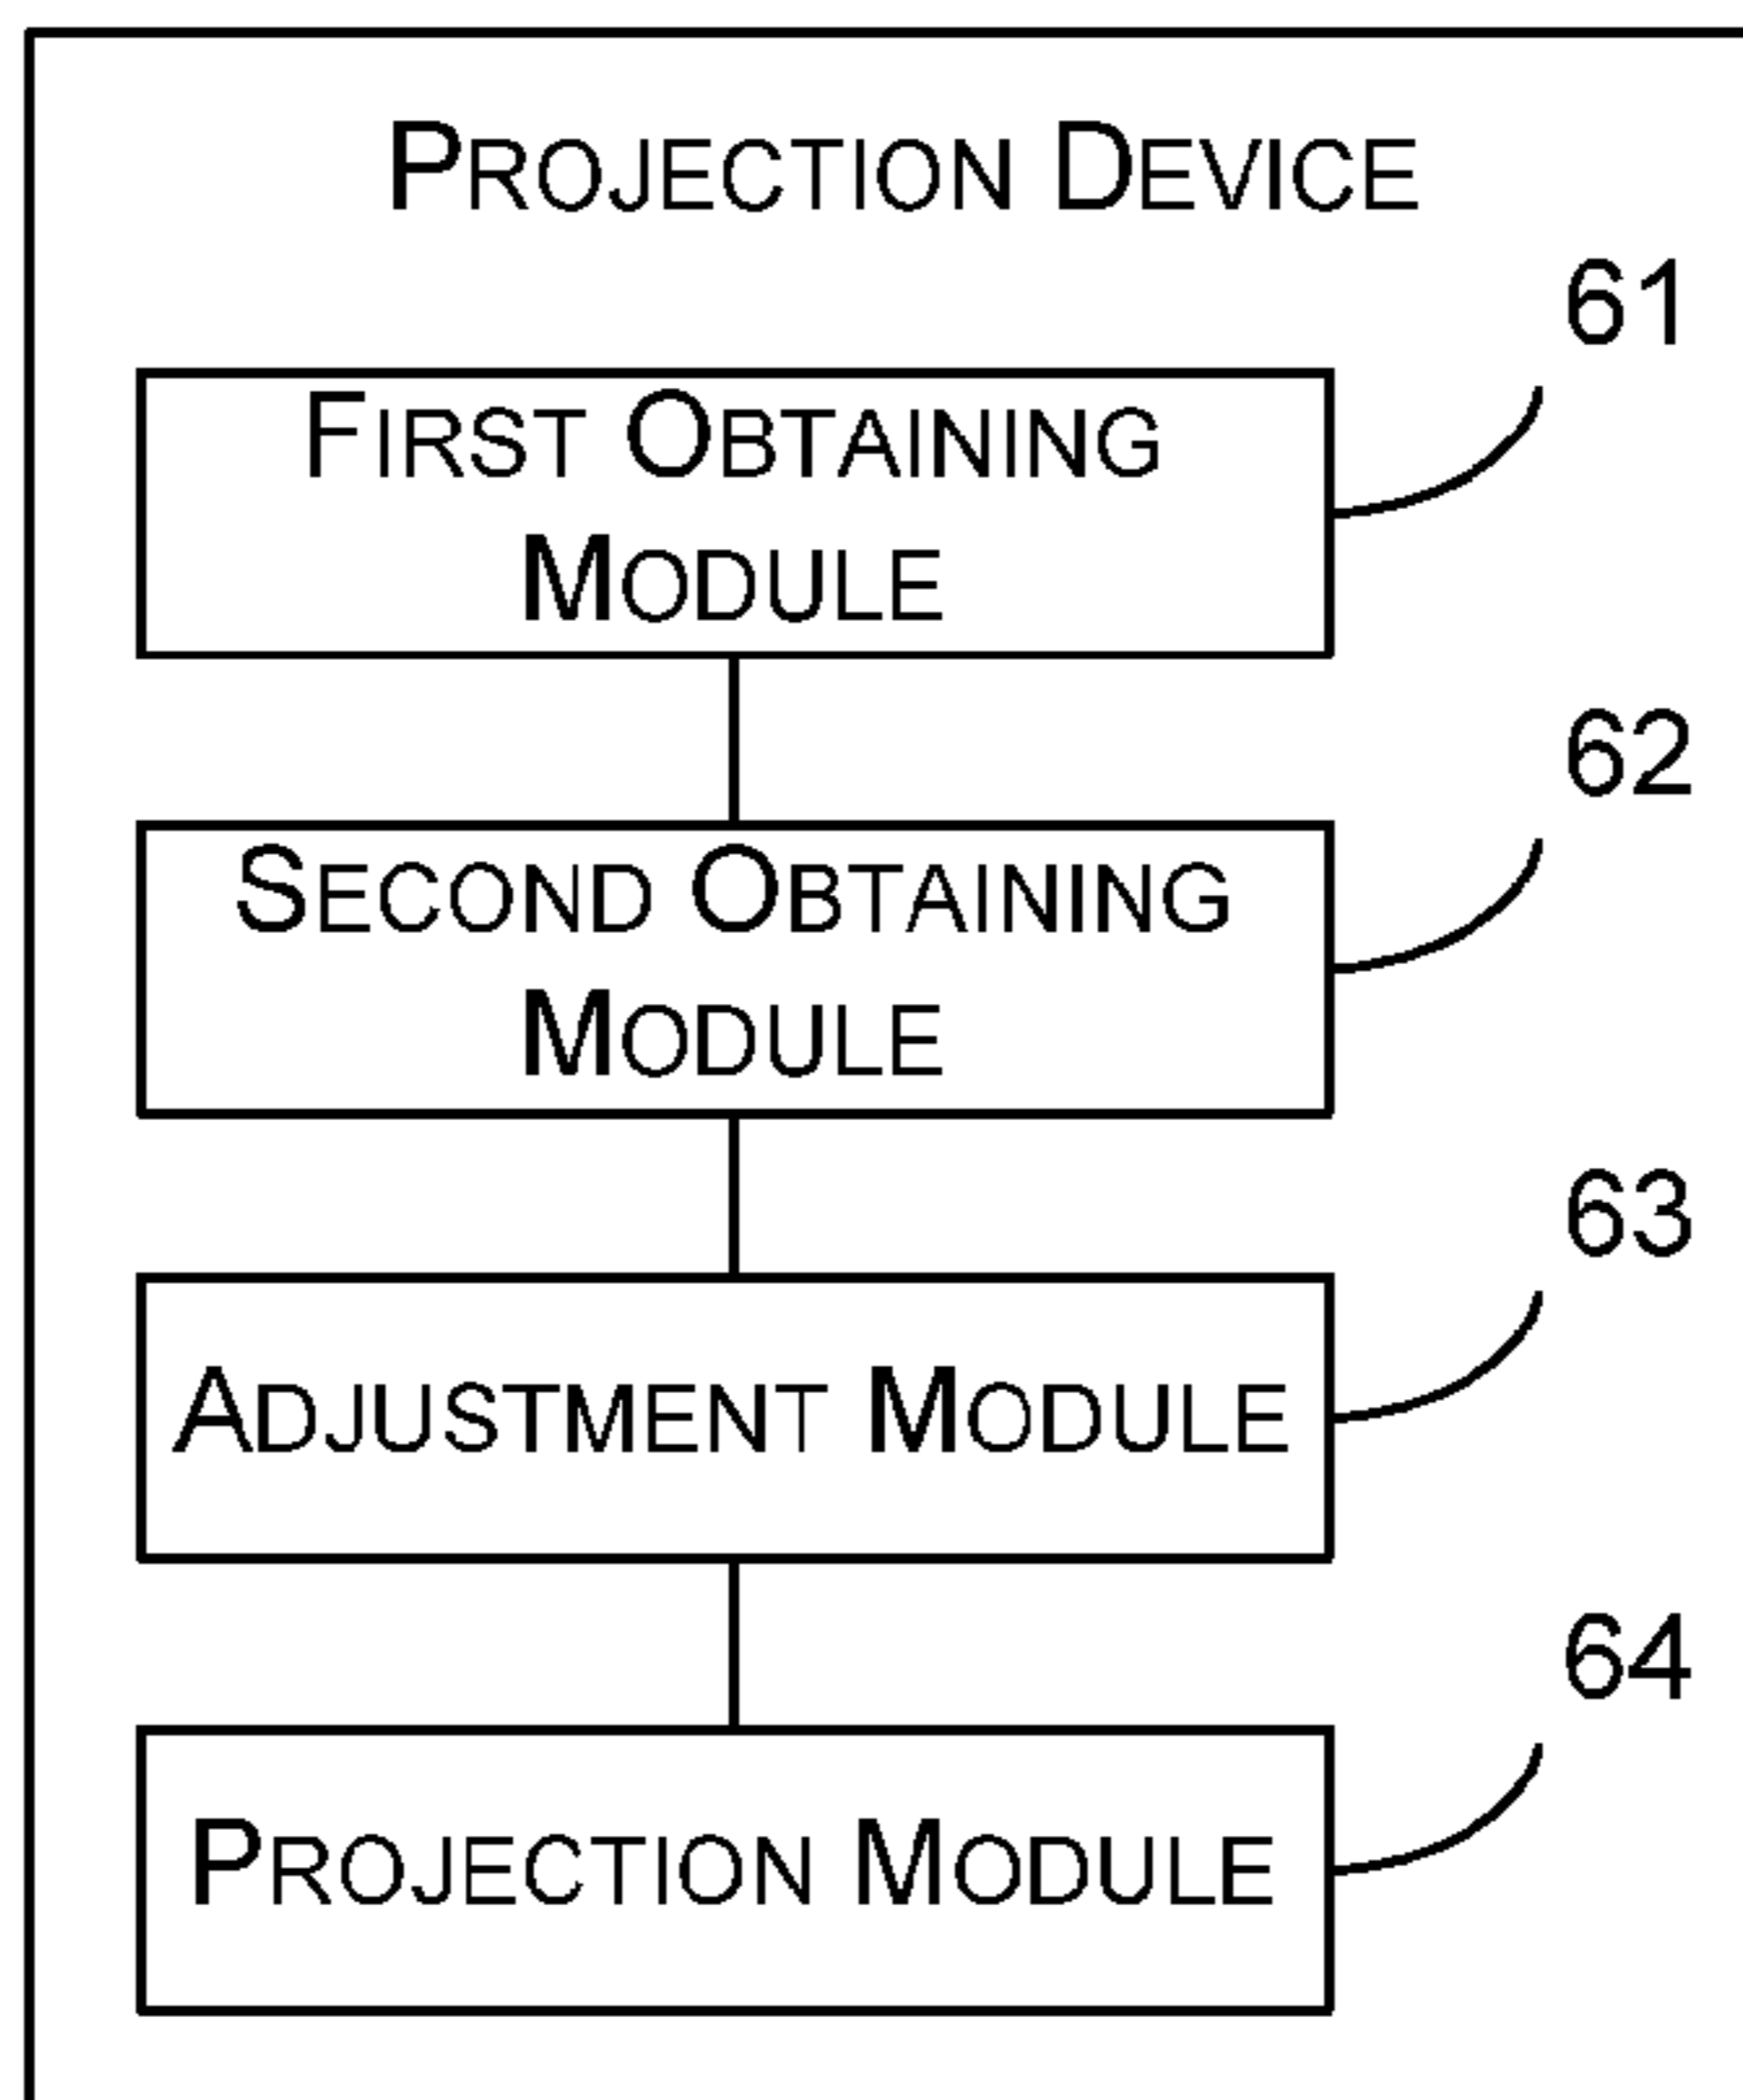 PROJECTION DEVICE
61
FIRST OBTAINING
MODULE
62
SECOND OBTAINING
MODULE
63
ADJUSTMENT MODULE
64
PROJECTION MODULE